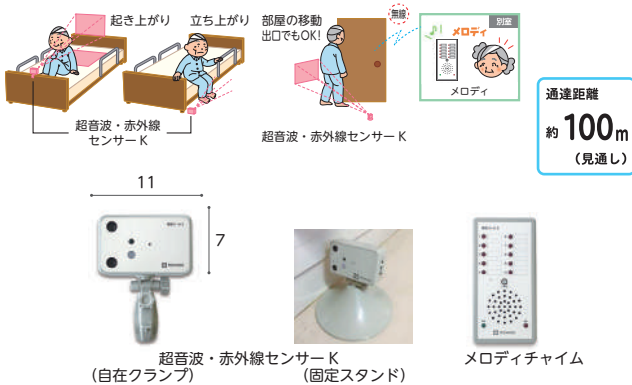 起き上がり
立ち上がり
超音波・赤外線
センサーK
部屋の移動
出口でもOK!
無線
超音波・赤外線センサーK
別室
メロディ
メロディ
通達距離
約100m
(見通し)
11
7
超音波・赤外線センサーK
(自在クランプ)
(固定スタンド)
メロディチャイム